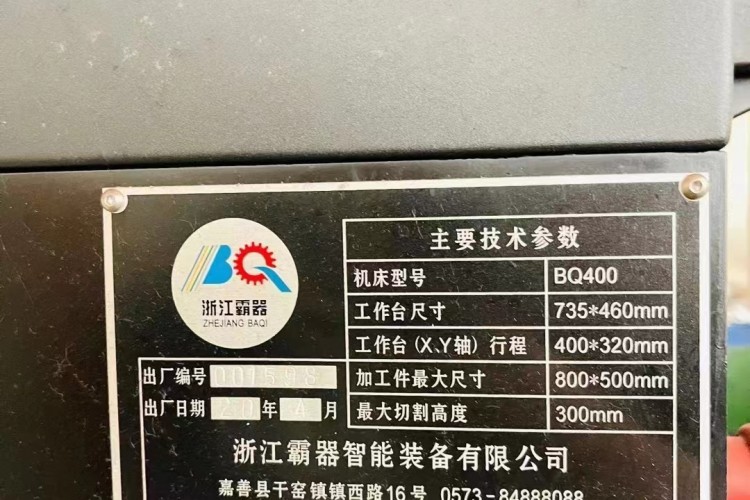 主要技术参数
BQ
浙江霸器
ZHEJIANG BAQI
机床型号 BQ400
工作台尺寸 735*460mm
工作台(X.Y轴)行程 400*320mm
加工件最大尺寸 800*500mm
最大切割高度 300mm
出厂编号
出厂日期 20年4月
浙江霸器智能装备有限公司
嘉善县干窑镇镇西路16号 0573-84888088